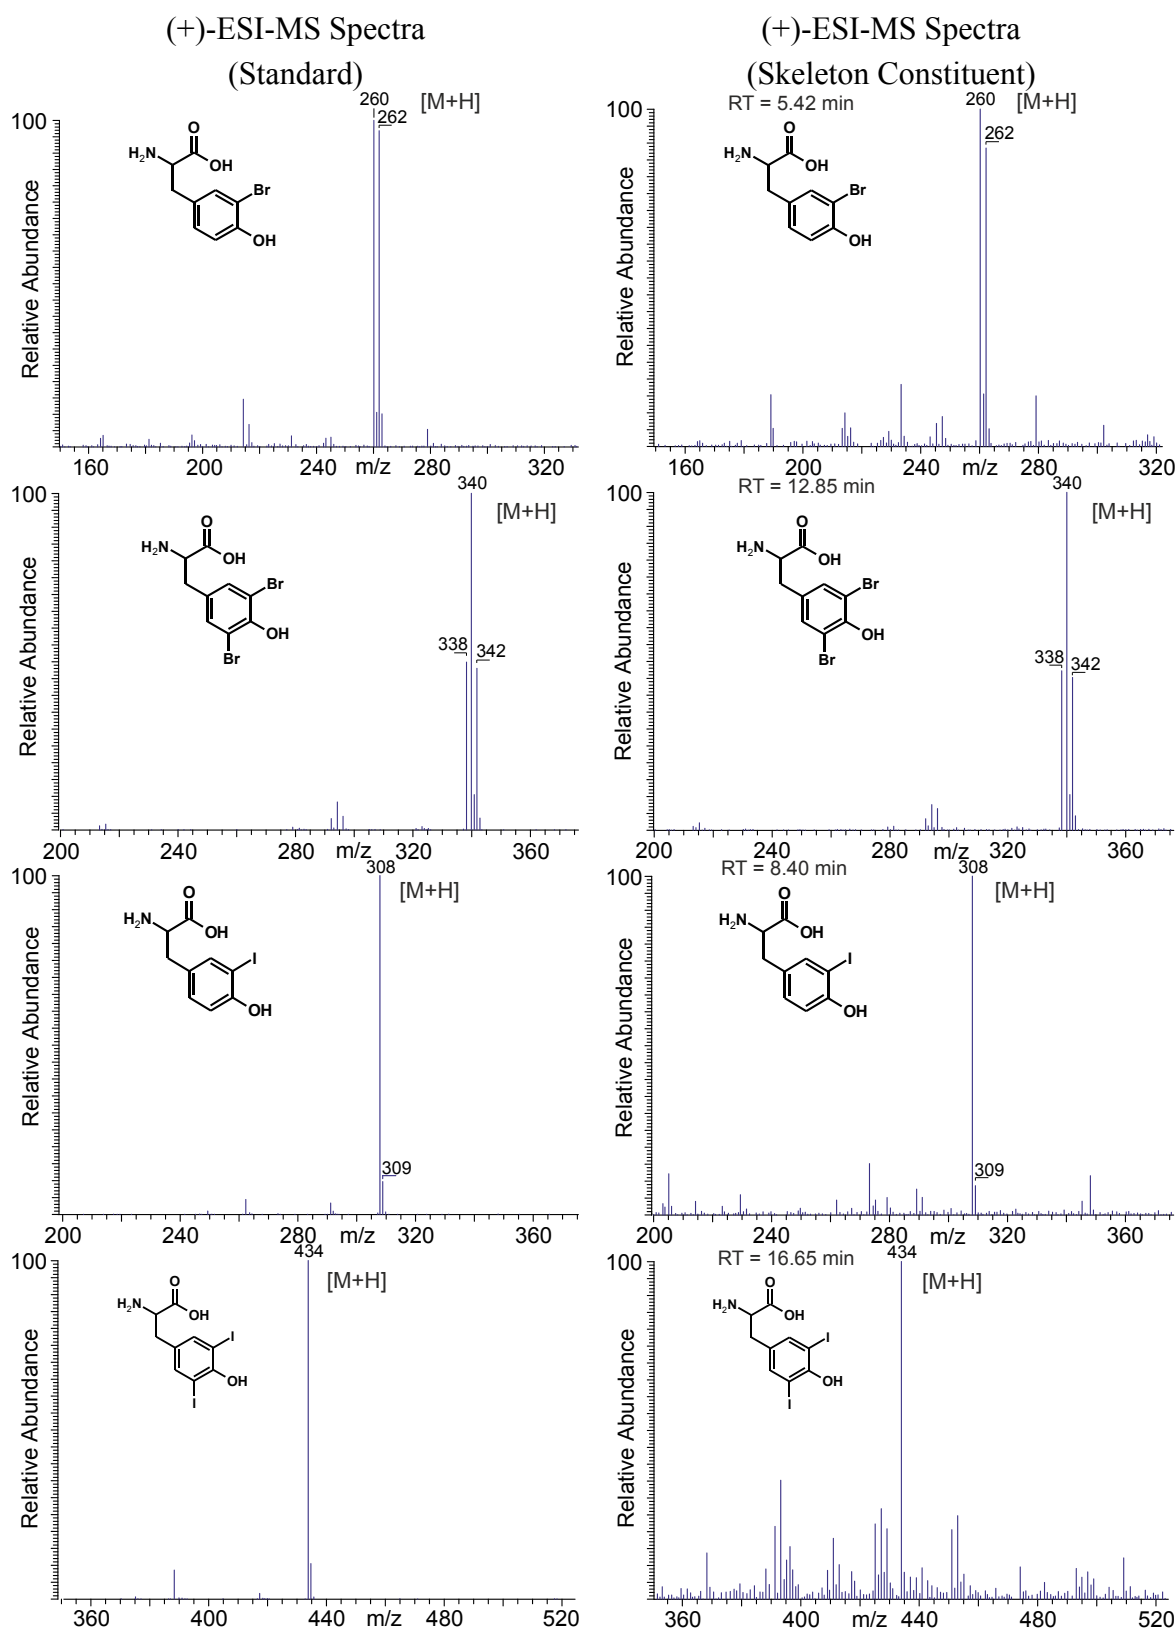 (+)-ESI-MS Spectra
(Standard)
(+)-ESI-MS Spectra
(Skeleton Constituent)
260
262
[M+H]
100
Relative Abundance
O
H2N
OH
Br
OH
160 200 240 m/z 280 320
RT = 5.42 min
260
262
[M+H]
100
Relative Abundance
O
H2N
OH
Br
OH
160 200 240 m/z 280 320
340
[M+H]
100
Relative Abundance
O
H2N
OH
Br
OH
Br
338
342
200 240 280 m/z 320 360
RT = 12.85 min
340
[M+H]
100
Relative Abundance
O
H2N
OH
Br
OH
Br
338
342
200 240 280 m/z 320 360
308
[M+H]
100
Relative Abundance
O
H2N
OH
I
OH
309
200 240 280 m/z 320 360
RT = 8.40 min
308
[M+H]
100
Relative Abundance
O
H2N
OH
I
OH
309
200 240 280 m/z 320 360
434
[M+H]
100
Relative Abundance
O
H2N
OH
I
OH
I
360 400 440 m/z 480 520
RT = 16.65 min
434
[M+H]
100
Relative Abundance
O
H2N
OH
I
OH
I
360 400 m/z 440 480 520